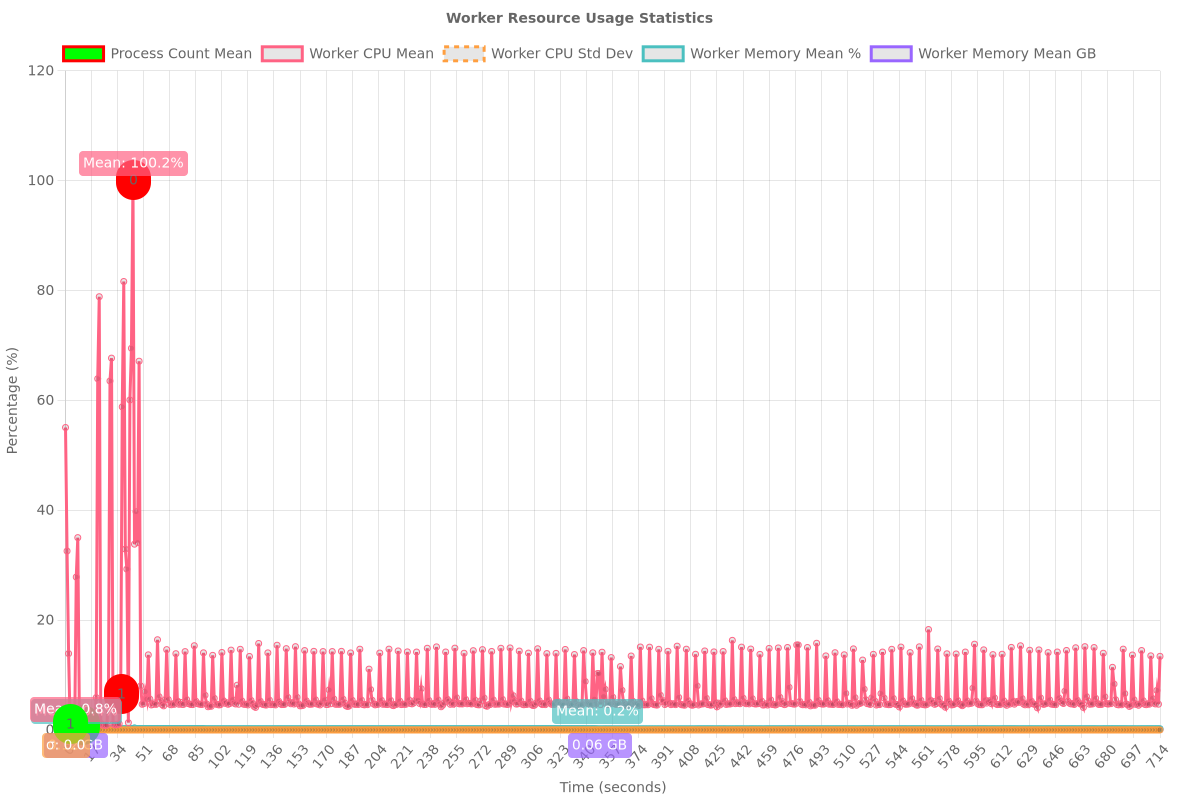 Worker Resource Usage Statistics
Process Count Mean Worker CPU Mean Worker CPU Std Dev Worker Memory Mean % Worker Memory Mean GB
120
Mean: 100.2%
100
0
80
60
Percentage (%)
40
20
1
Mean: 0.2%
1
0
0.06 GB
34 51 68 85 102 119 136 153 170 187 204 221 238 255 272 289 306 323 340 357 374 391 408 425 442 459 476 493 510 527 544 561 578 595 612 629 646 663 680 697 714
Time (seconds)